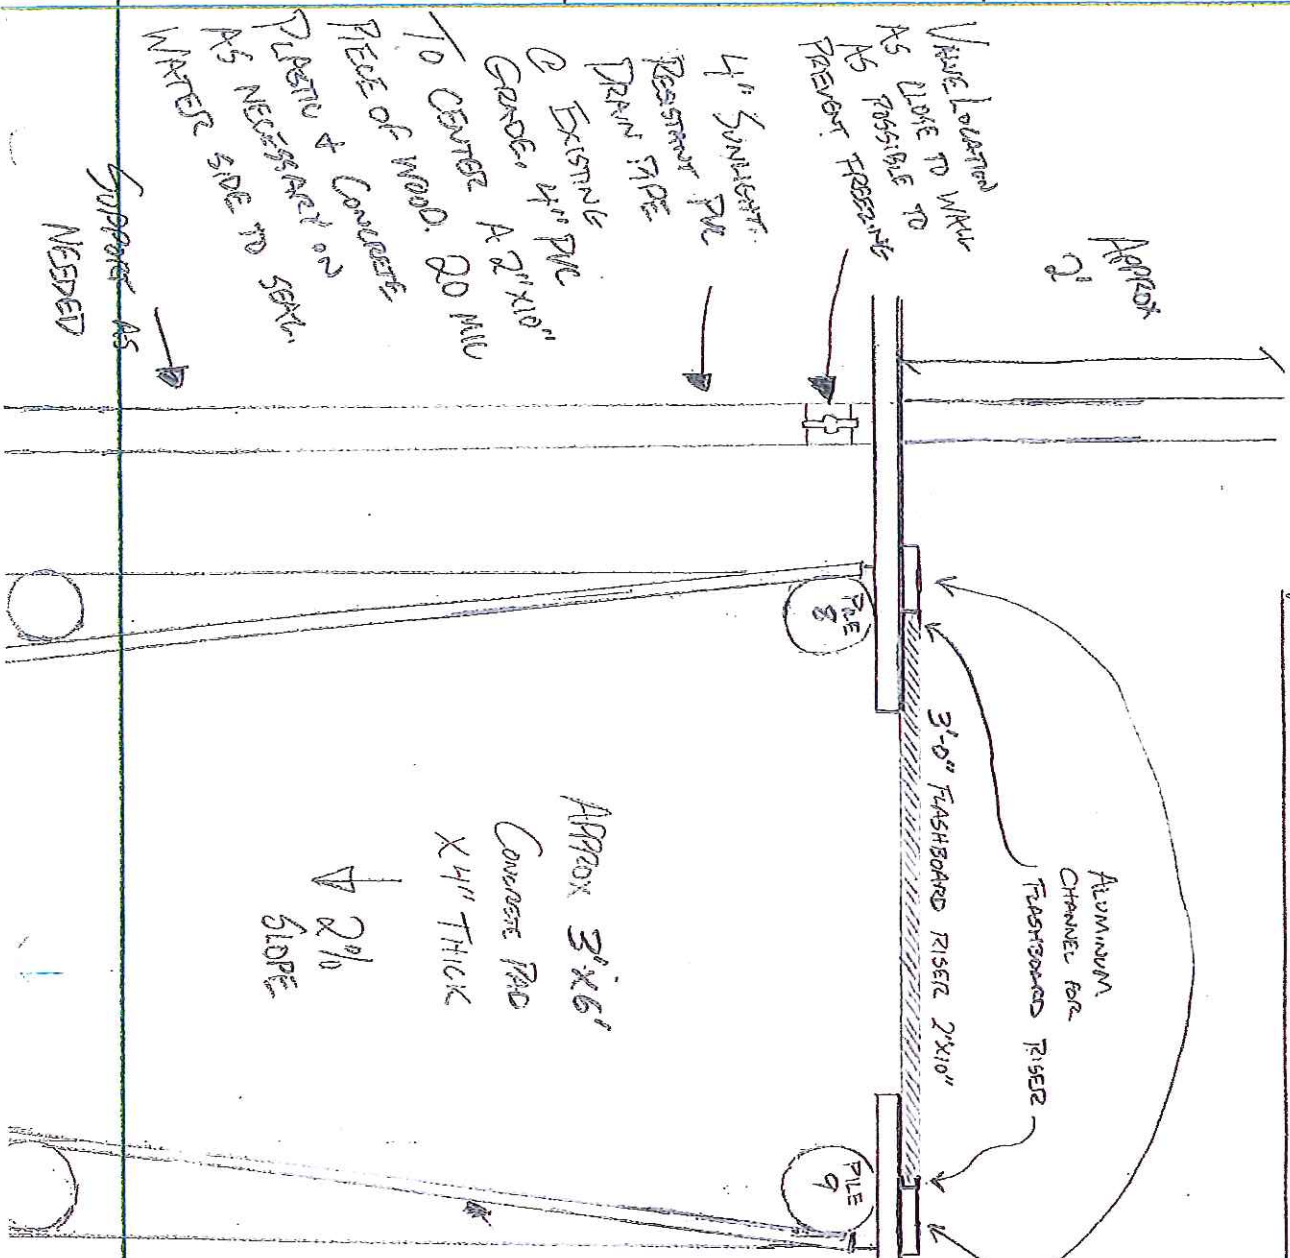 VALVE LOCATION
AS CLOSE TO WALL
AS POSSIBLE TO
PREVENT FREEZING
4" SUNLIGHT
RESISTANT PVC
DRAIN PIPE
@ EXISTING
GRADE, 4" PVC
TO CENTER A 2"X10"
PIECE OF WOOD. 20 MIL
PLASTIC & CONCRETE
AS NECESSARY ON
WATER SIDE TO SEAL.
SUPPORT AS
NEEDED
APPROX
2'
PILE
8
3'-0" FLASHBOARD RISER 2"X10"
ALUMINUM
CHANNEL FOR
FLASHBOARD RISER
APPROX 3'X6'
CONCRETE PAD
X 4" THICK
2%
SLOPE
PILE
9